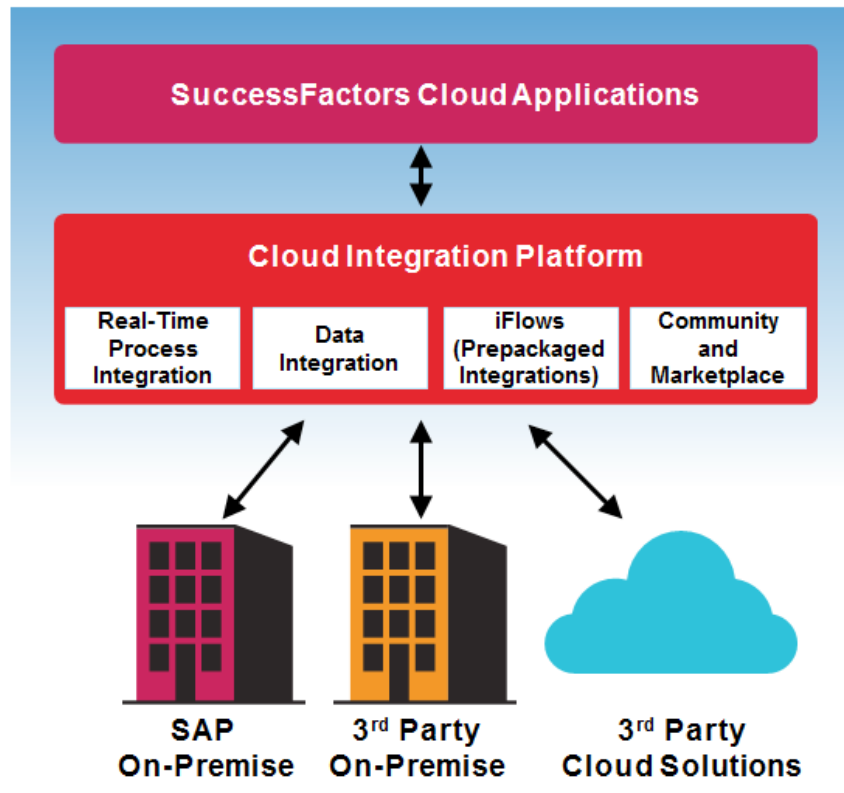 SuccessFactors Cloud Applications
Cloud Integration Platform
Real-Time
Process
Integration
Data
Integration
iFlows
(Prepackaged
Integrations)
Community
and
Marketplace
SAP
On-Premise
3rd Party
On-Premise
3rd Party
Cloud Solutions